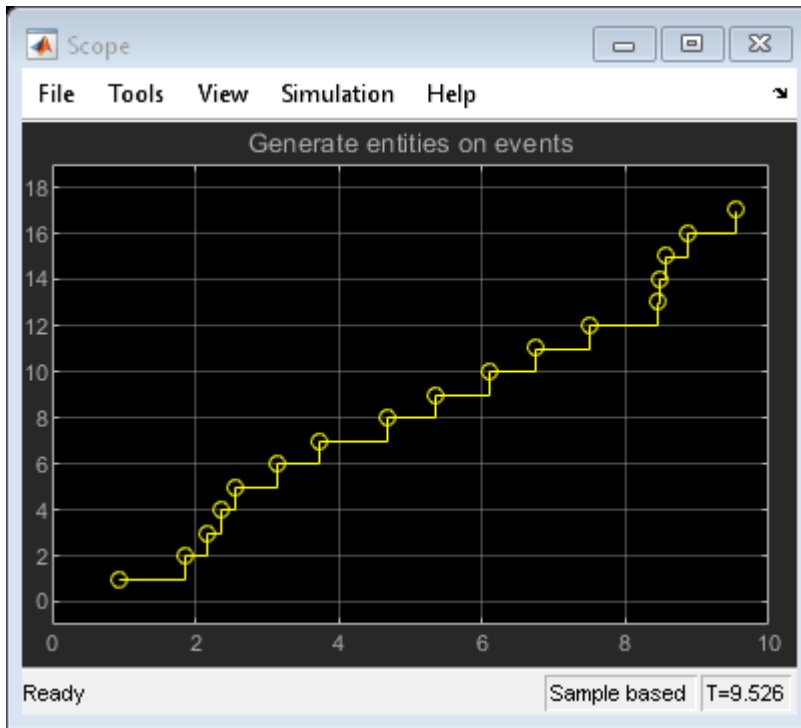 Scope
File Tools View Simulation Help
Generate entities on events
18
16
14
12
10
8
6
4
2
0
0 2 4 6 8 10
Ready Sample based T=9.526